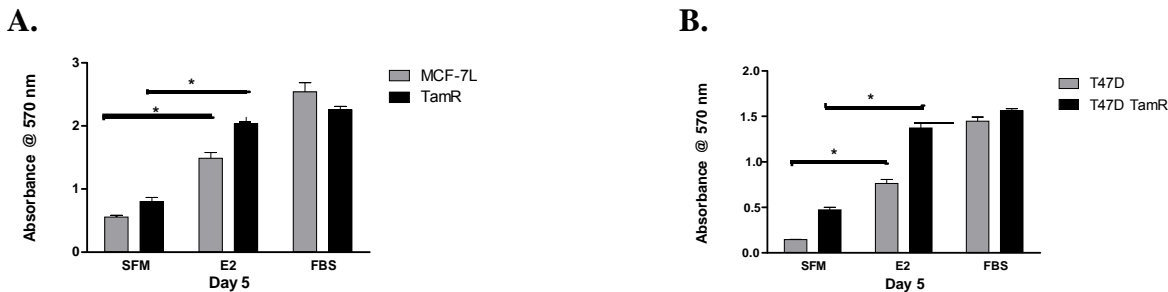 A.
Absorbance @ 570 nm
3
2
1
0
*
*
SFM
E2
FBS
Day 5
MCF-7L
TamR
B.
Absorbance @ 570 nm
2.0
1.5
1.0
0.5
0.0
*
*
SFM
E2
FBS
Day 5
T47D
T47D TamR